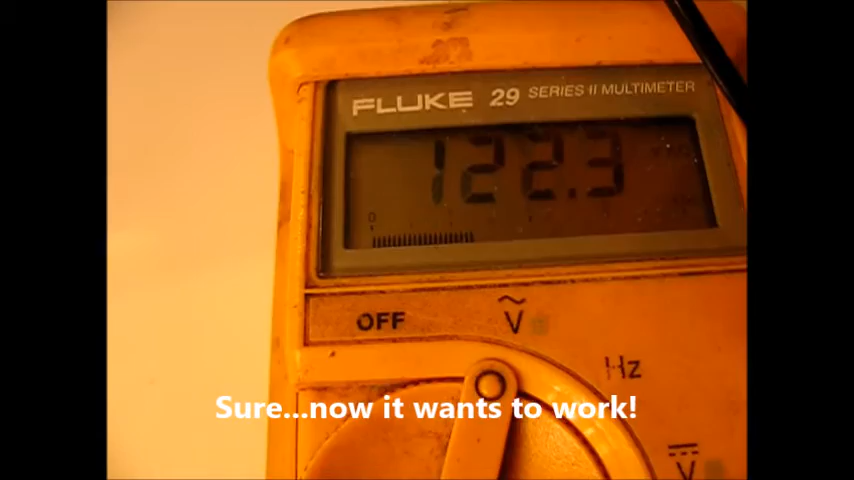 FLUKE 29 SERIES II MULTIMETER
122.3
0
OFF
V
Hz
Sure...now it wants to work!
V